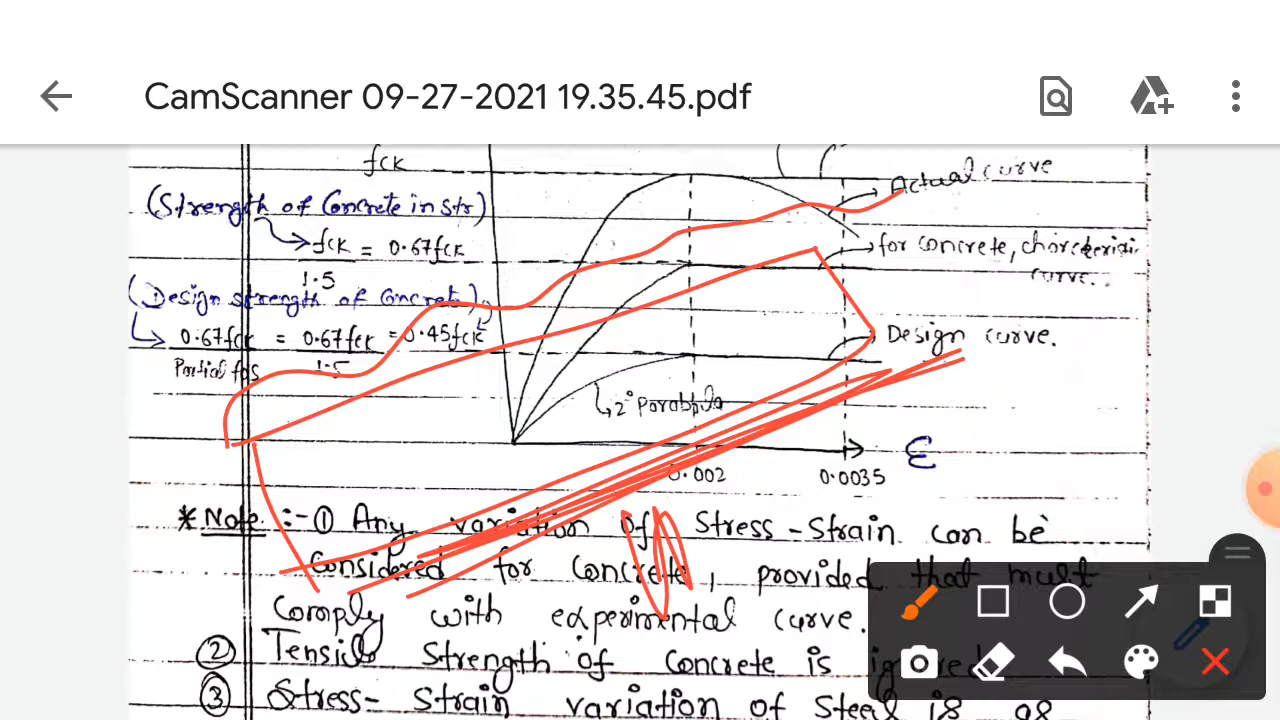 CamScanner 09-27-2021 19.35.45.pdf
fck
Actual curve
(Strength of Concrete in Str)
fck = 0.67fck
1.5
for concrete, charcteristic
curve.
(Design strength of Concrete)
0.67fck = 0.67fck = 0.45fck
Partial fos 1.5
Design curve.
2° Parabola
ε
0.002 0.0035
*Note :- ① Any variation of Stress-Strain can be
Considered for concrete, provided that must
Comply with experimental curve.
② Tensile Strength of Concrete is ignored
③ Stress- Strain variation of Steel is as